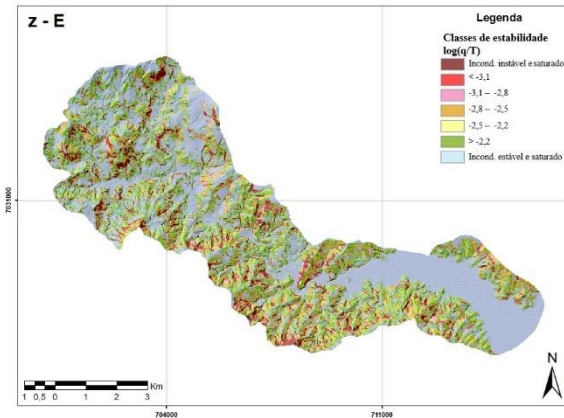 z - E
Legenda
Classes de estabilidade
log(q/T)
Incond. instável e saturado
< -3,1
-3,1 – -2,8
-2,8 – -2,5
-2,5 – -2,2
> -2,2
Incond. estável e saturado
7031000
N
Km
1 0,5 0 1 2 3
704000
711000